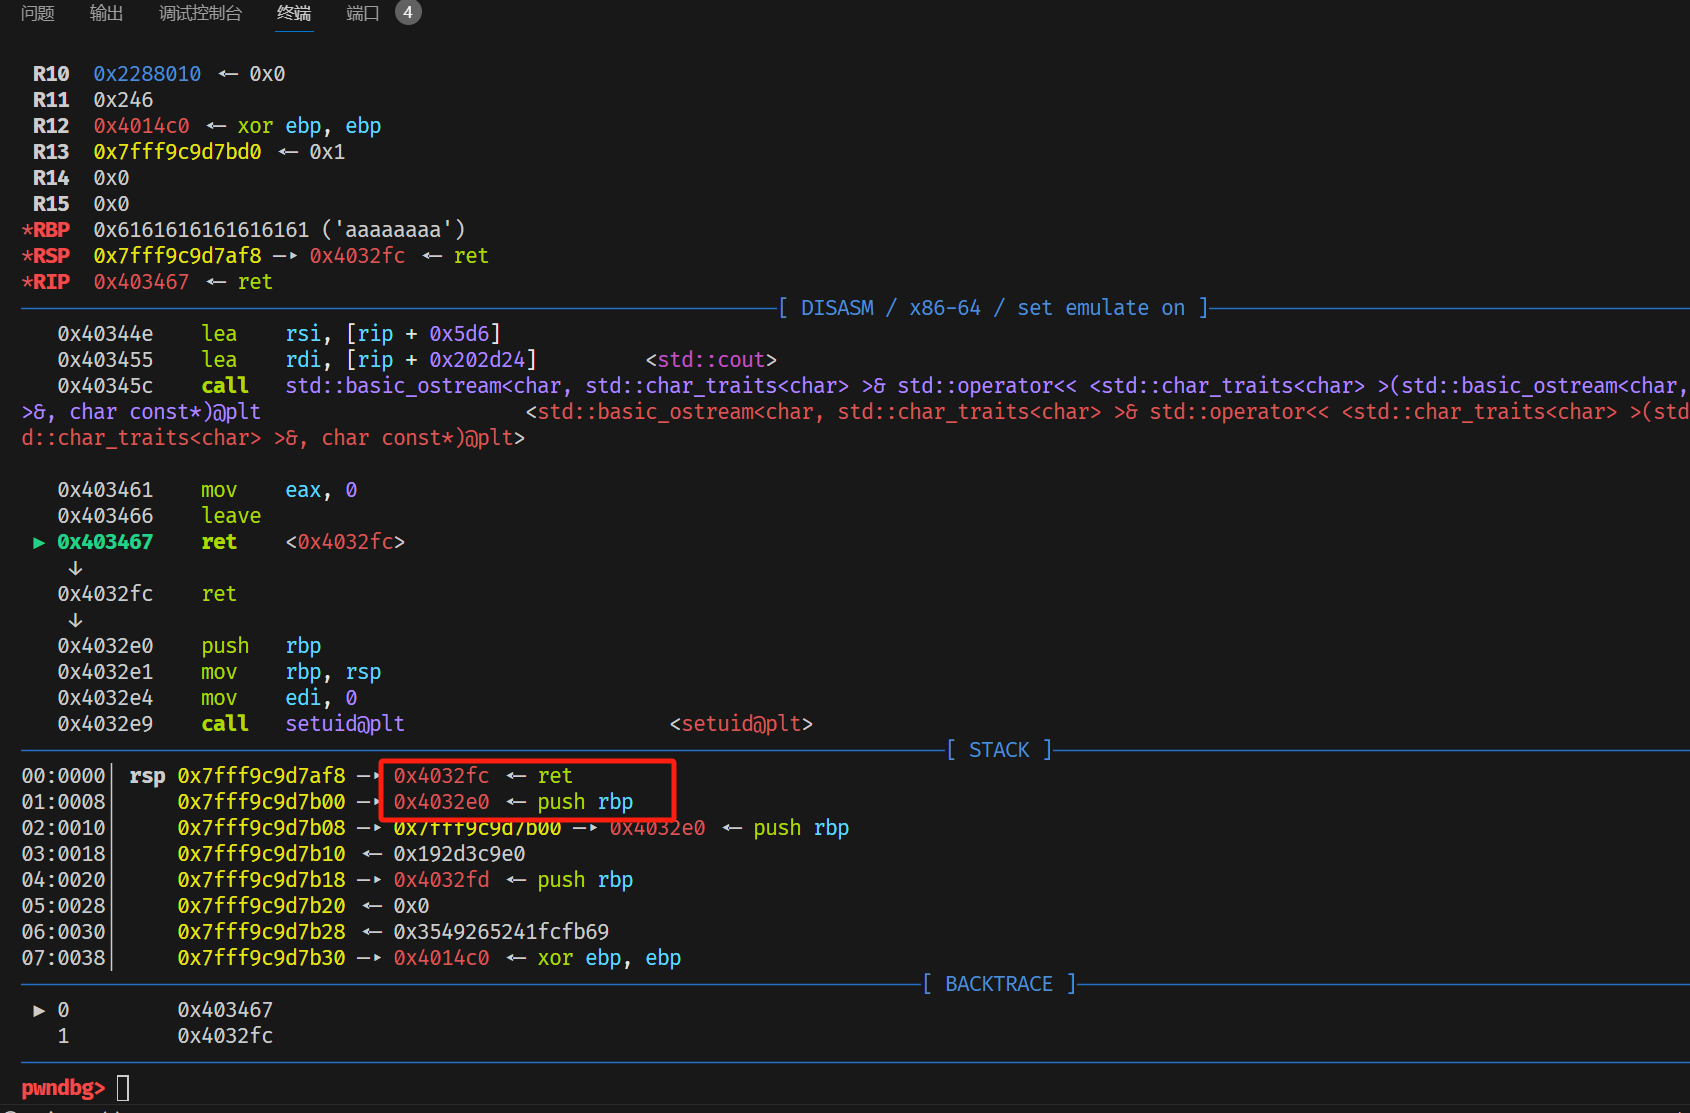 问题 输出 调试控制台 终端 端口 4
R10 0x2288010 ◂— 0x0
R11 0x246
R12 0x4014c0 ◂— xor ebp, ebp
R13 0x7fff9c9d7bd0 ◂— 0x1
R14 0x0
R15 0x0
*RBP 0x6161616161616161 ('aaaaaaaa')
*RSP 0x7fff9c9d7af8 —▸ 0x4032fc ◂— ret
*RIP 0x403467 ◂— ret
[ DISASM / x86-64 / set emulate on ]
0x40344e lea rsi, [rip + 0x5d6]
0x403455 lea rdi, [rip + 0x202d24] <std::cout>
0x40345c call std::basic_ostream<char, std::char_traits<char> >& std::operator<< <std::char_traits<char> >(std::basic_ostream<char,
>&, char const*)@plt <std::basic_ostream<char, std::char_traits<char> >& std::operator<< <std::char_traits<char> >(std
d::char_traits<char> >&, char const*)@plt>
0x403461 mov eax, 0
0x403466 leave
► 0x403467 ret <0x4032fc>
↓
0x4032fc ret
↓
0x4032e0 push rbp
0x4032e1 mov rbp, rsp
0x4032e4 mov edi, 0
0x4032e9 call setuid@plt <setuid@plt>
[ STACK ]
00:0000│ rsp 0x7fff9c9d7af8 —▸ 0x4032fc ◂— ret
01:0008│ 0x7fff9c9d7b00 —▸ 0x4032e0 ◂— push rbp
02:0010│ 0x7fff9c9d7b08 —▸ 0x7fff9c9d7b00 —▸ 0x4032e0 ◂— push rbp
03:0018│ 0x7fff9c9d7b10 ◂— 0x192d3c9e0
04:0020│ 0x7fff9c9d7b18 —▸ 0x4032fd ◂— push rbp
05:0028│ 0x7fff9c9d7b20 ◂— 0x0
06:0030│ 0x7fff9c9d7b28 ◂— 0x3549265241fcfb69
07:0038│ 0x7fff9c9d7b30 —▸ 0x4014c0 ◂— xor ebp, ebp
[ BACKTRACE ]
► 0 0x403467
1 0x4032fc
pwndbg>